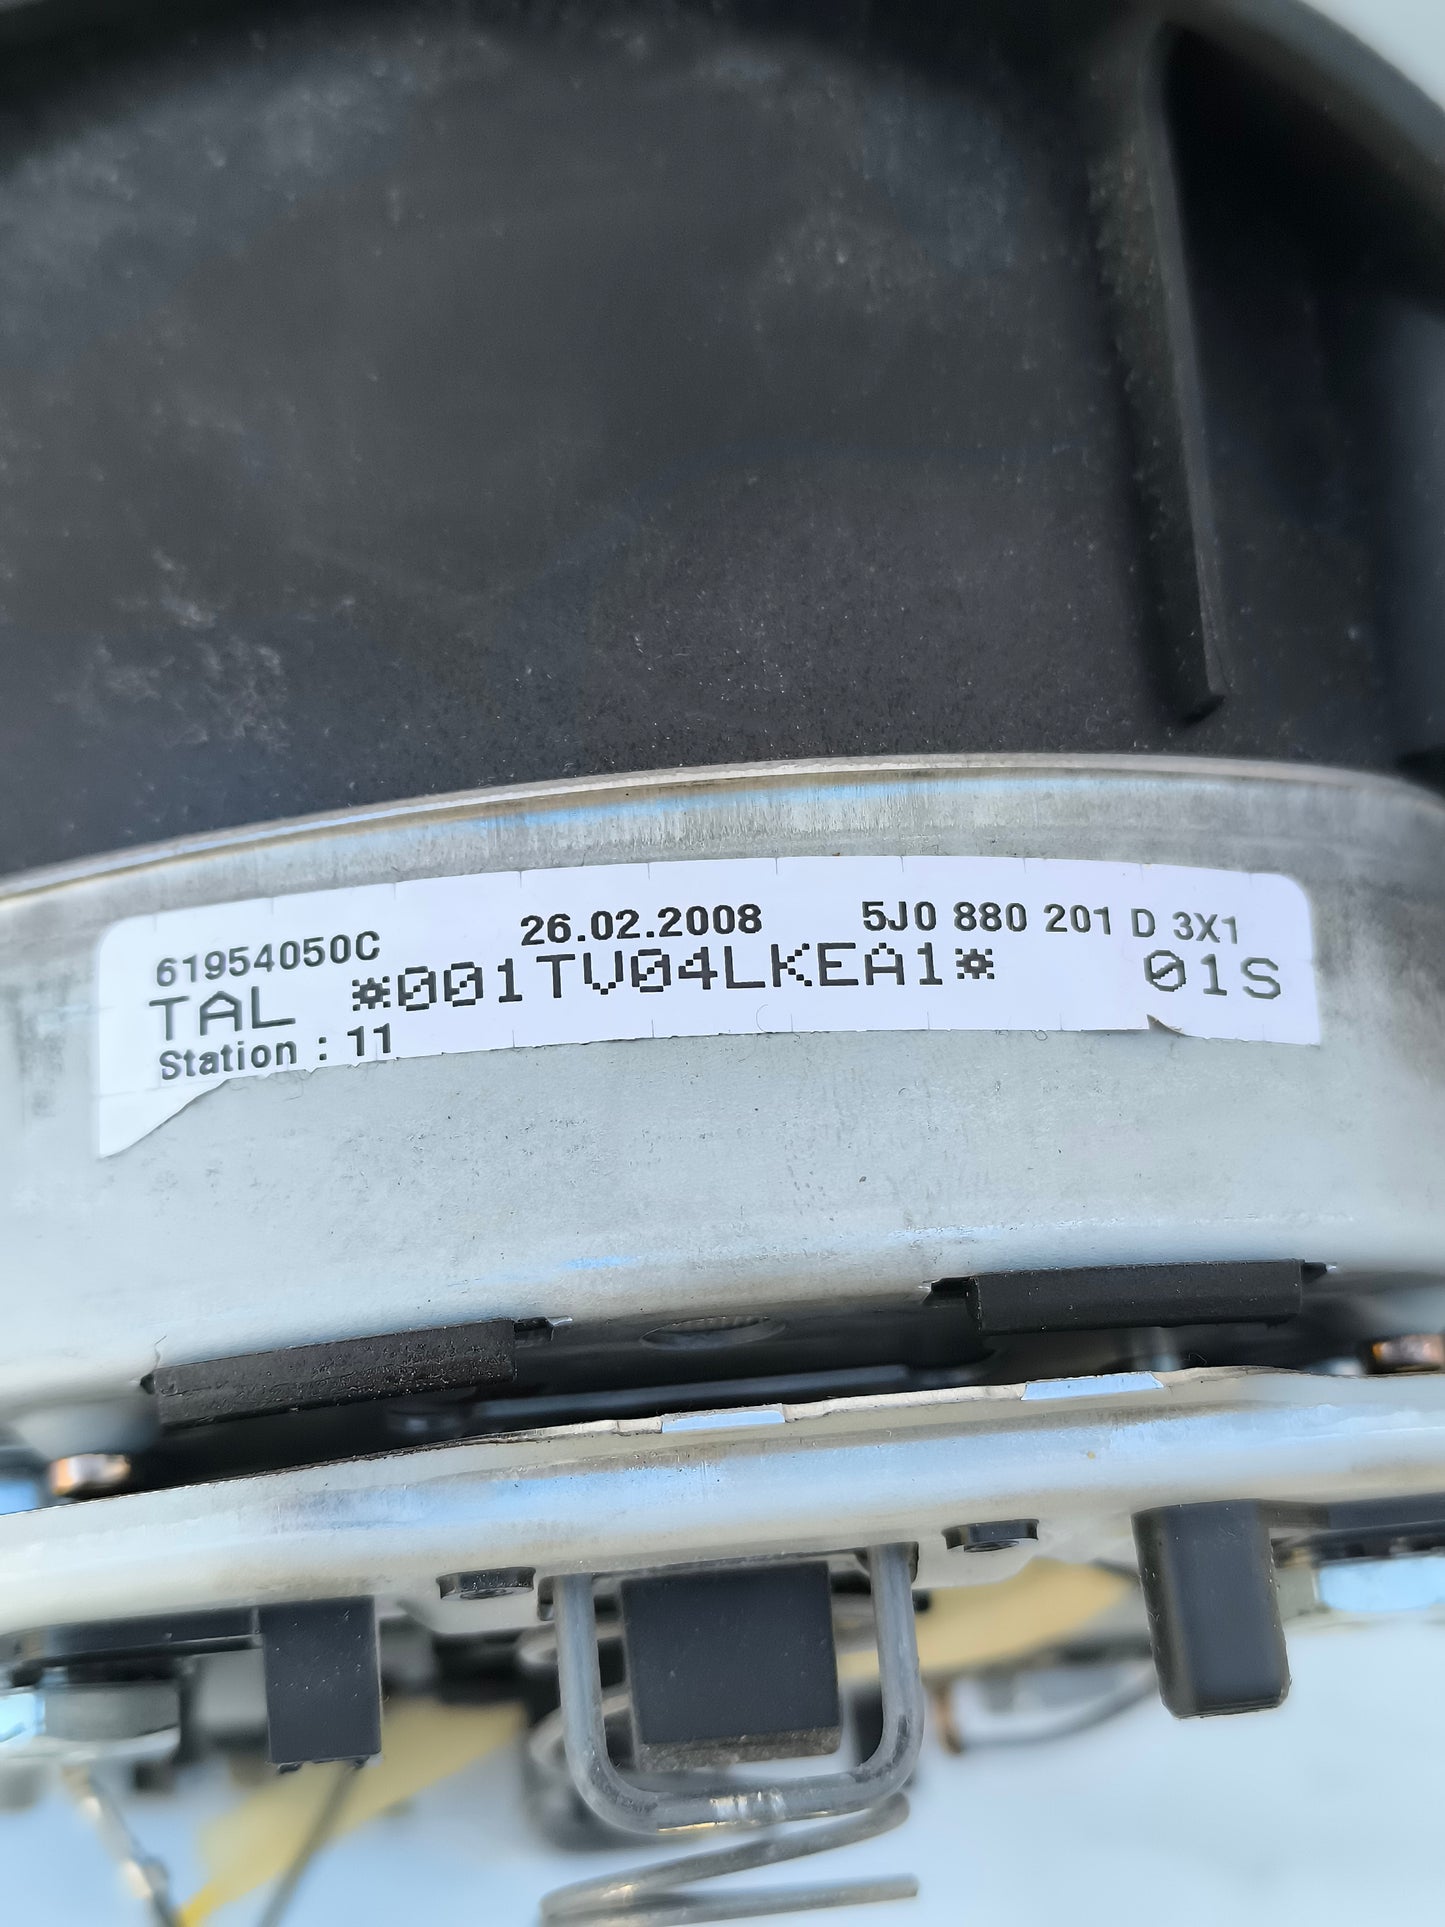 61954050C 26.02.2008 5J0 880 201 D 3X1
TAL *001TV04LKEA1* 01S
Station : 11